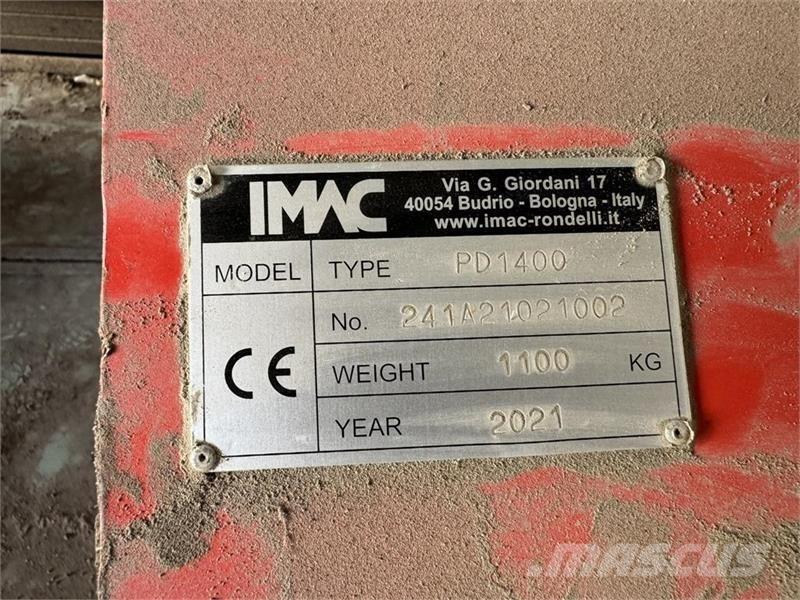 IMAC
Via G. Giordani 17
40054 Budrio - Bologna - Italy
www.imac-rondelli.it
MODEL TYPE PD1400
No. 241A21021002
CE
WEIGHT 1100 KG
YEAR 2021
MASCUS